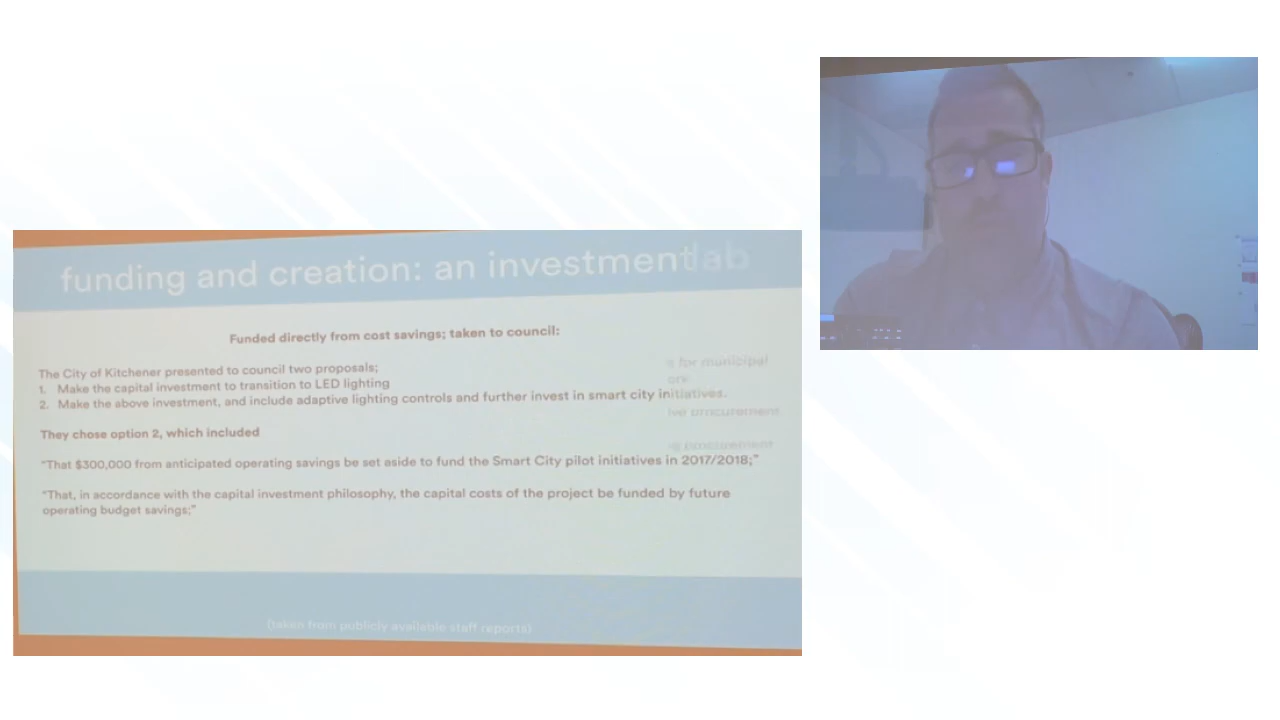 funding and creation: an investment lab
Funded directly from cost savings; taken to council:
The City of Kitchener presented to council two proposals;
1. Make the capital investment to transition to LED lighting
2. Make the above investment, and include adaptive lighting controls and further invest in smart city initiatives.
for municipal
They chose option 2, which included
procurement
procurement
"That $300,000 from anticipated operating savings be set aside to fund the Smart City pilot initiatives in 2017/2018;"
"That, in accordance with the capital investment philosophy, the capital costs of the project be funded by future
operating budget savings;"
(taken from publicly available staff reports)